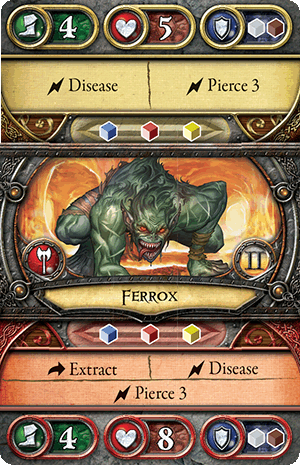 4 5
Disease Pierce 3
II
FERROX
Extract Disease
Pierce 3
4 8